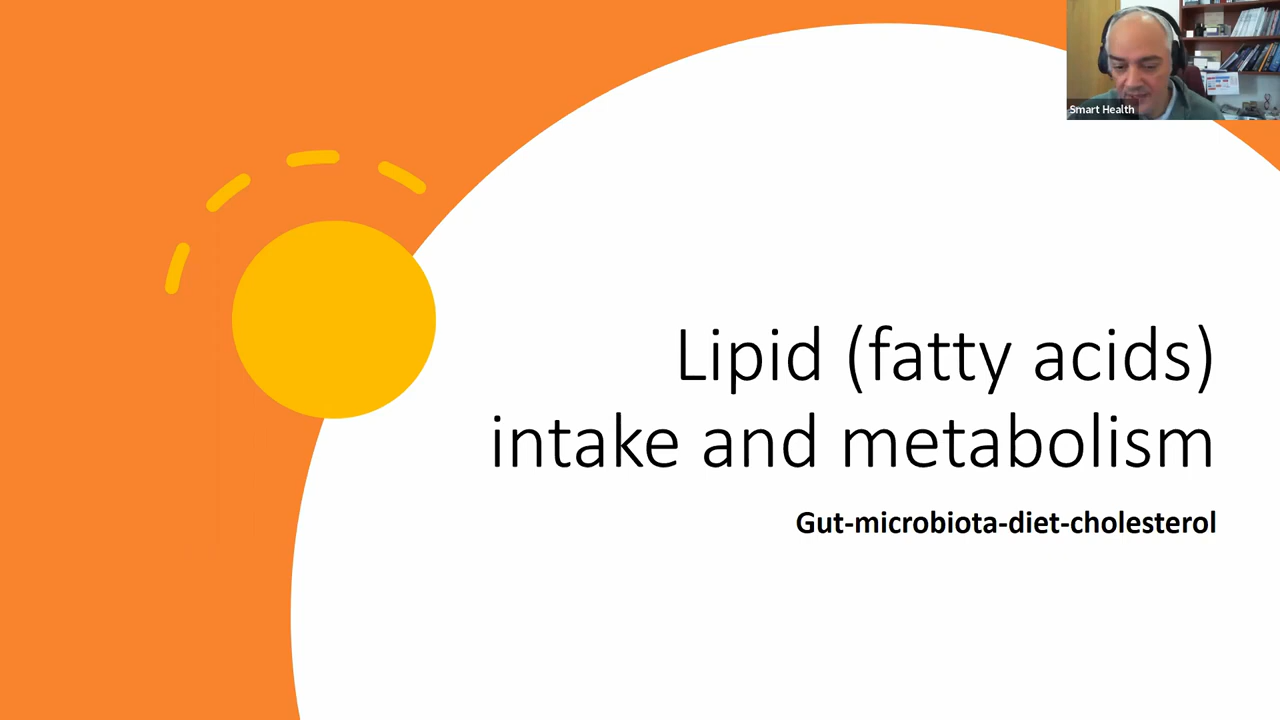 Smart Health
Lipid (fatty acids)
intake and metabolism
Gut-microbiota-diet-cholesterol